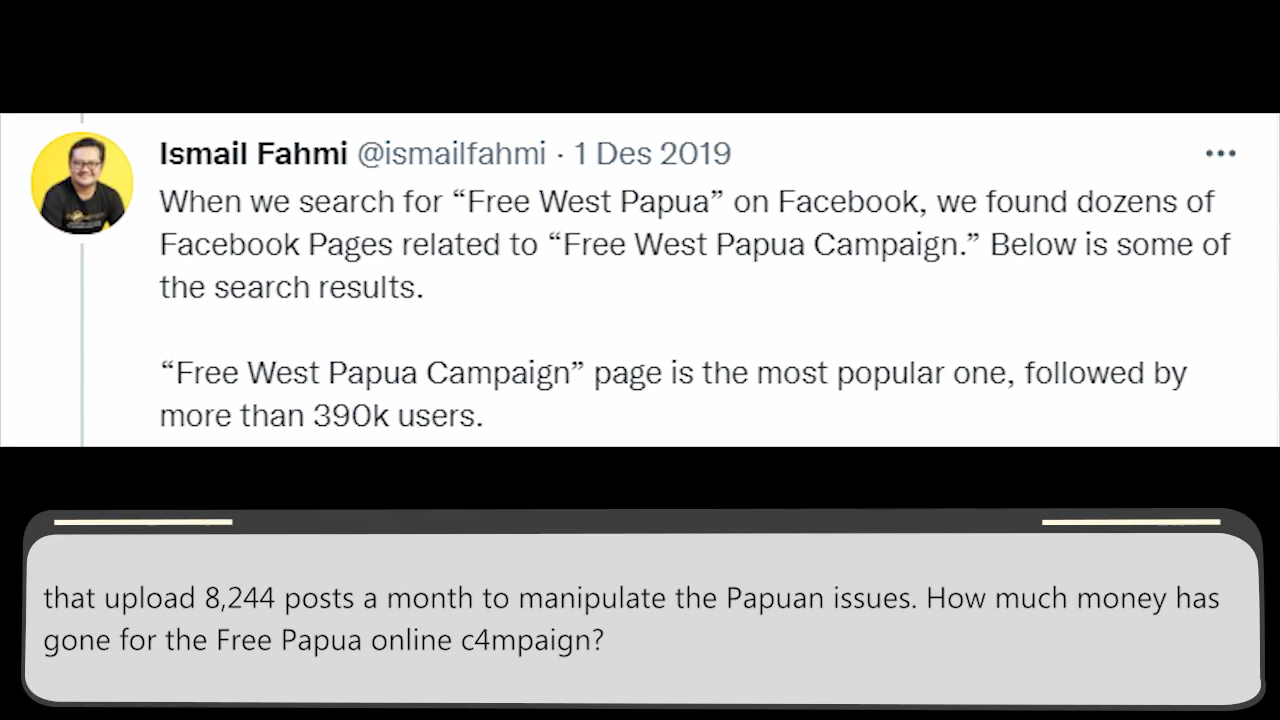 Ismail Fahmi @ismailfahmi · 1 Des 2019
When we search for “Free West Papua” on Facebook, we found dozens of
Facebook Pages related to “Free West Papua Campaign.” Below is some of
the search results.
“Free West Papua Campaign” page is the most popular one, followed by
more than 390k users.
that upload 8,244 posts a month to manipulate the Papuan issues. How much money has
gone for the Free Papua online c4mpaign?